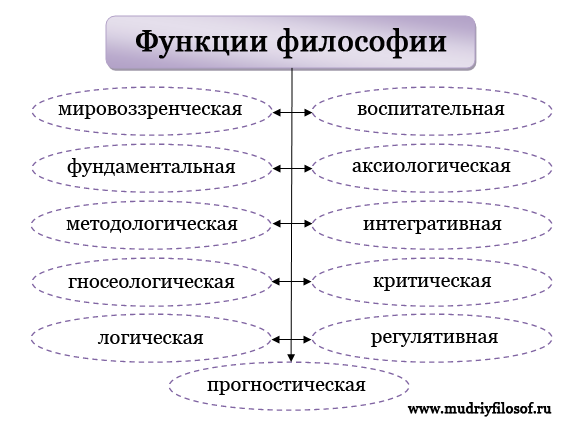 Функции философии
мировоззренческая
воспитательная
фундаментальная
аксиологическая
методологическая
интегративная
гносеологическая
критическая
логическая
регулятивная
прогностическая
www.mudriyfilosof.ru